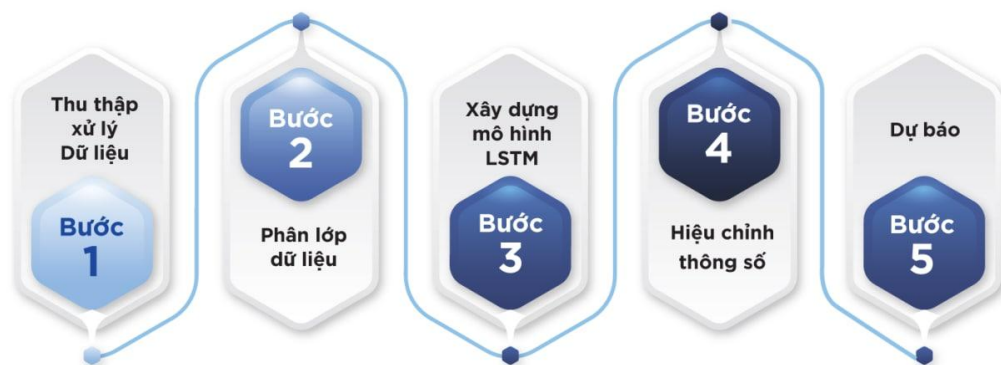 Thu thập
xử lý
Dữ liệu
Bước
1
Bước
2
Phân lớp
dữ liệu
Xây dựng
mô hình
LSTM
Bước
3
Bước
4
Hiệu chỉnh
thông số
Dự báo
Bước
5